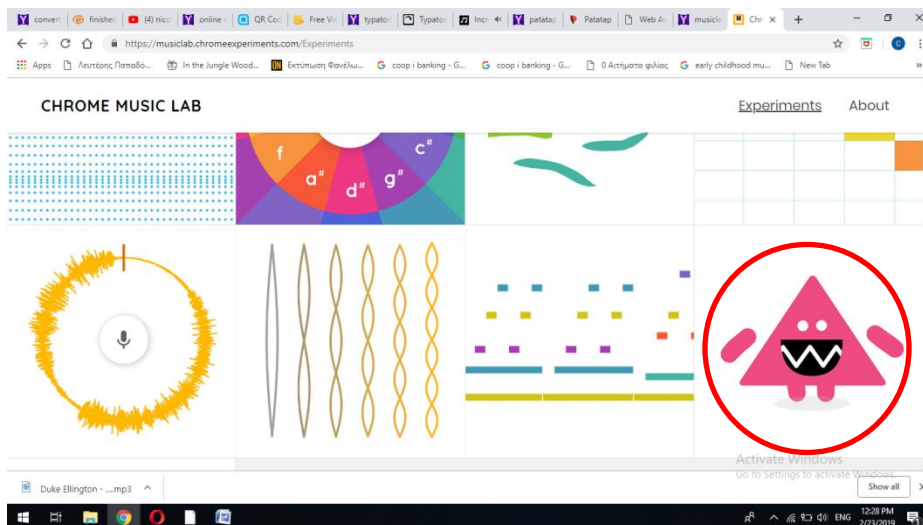 convert finishe (4) nico online QR Co Free Vi typator Typato Incr patatap Patatap Web A musicla Chr
https://musiclab.chromeexperiments.com/Experiments
Apps Λευτέρης Παπαδό... In the Jungle Wood... Εκτύπωση Φανέλω... coop i banking - G... coop i banking - G... Ο Αιτήματα φιλίας early childhood mu... New Tab
CHROME MUSIC LAB Experiments About
f a# d# g# c#
Activate Windows
Go to Settings to activate Windows.
Duke Ellington - ....mp3 Show all
ENG 12:28 PM
2/23/2019